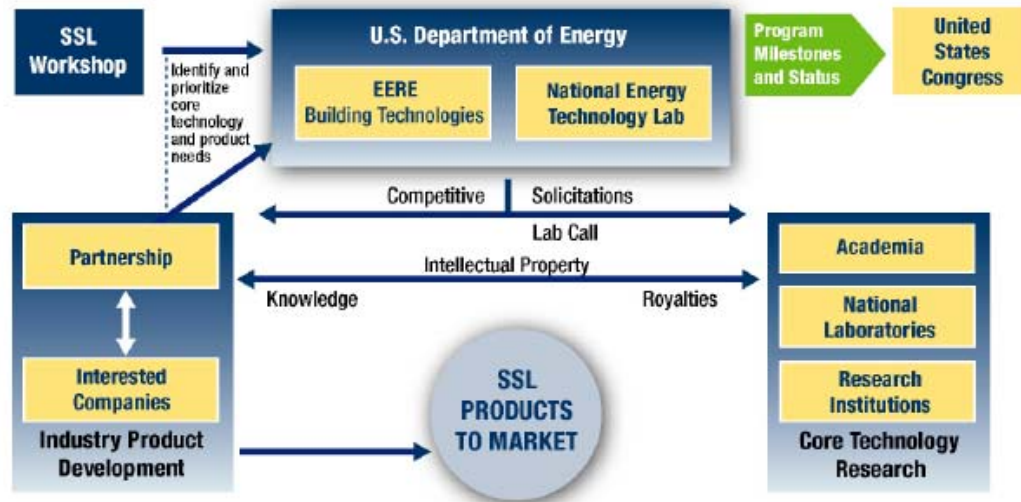 SSL
Workshop
Identify and
prioritize
core
technology
and product
needs
U.S. Department of Energy
EERE
Building Technologies
National Energy
Technology Lab
Program
Milestones
and Status
United
States
Congress
Competitive
Solicitations
Lab Call
Intellectual Property
Knowledge
Royalties
Partnership
Interested
Companies
Industry Product
Development
SSL
PRODUCTS
TO MARKET
Academia
National
Laboratories
Research
Institutions
Core Technology
Research